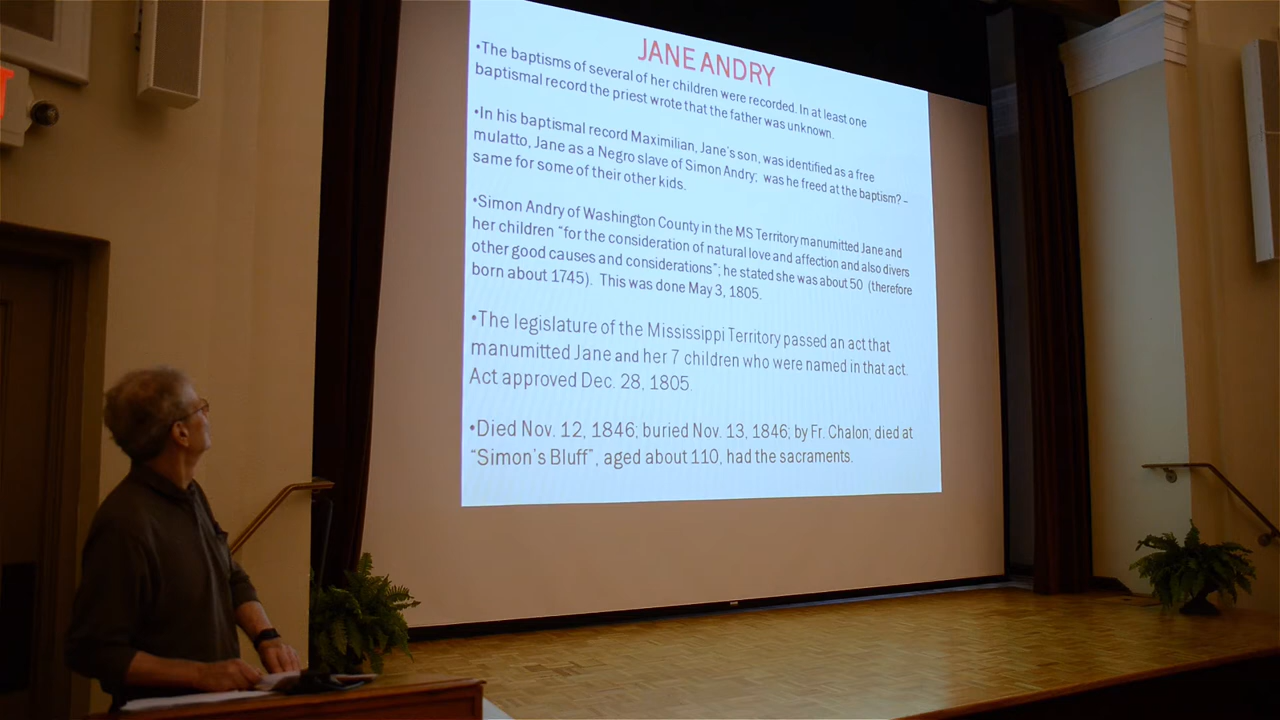 JANE ANDRY
•The baptisms of several of her children were recorded. In at least one
baptismal record the priest wrote that the father was unknown.
•In his baptismal record Maximilian, Jane's son, was identified as a free
mulatto, Jane as a Negro slave of Simon Andry;  was he freed at the baptism? –
same for some of their other kids.
•Simon Andry of Washington County in the MS Territory manumitted Jane and
her children "for the consideration of natural love and affection and also divers
other good causes and considerations"; he stated she was about 50  (therefore
born about 1745).  This was done May 3, 1805.
•The legislature of the Mississippi Territory passed an act that
manumitted Jane and her 7 children who were named in that act.
Act approved Dec. 28, 1805.
•Died Nov. 12, 1846; buried Nov. 13, 1846; by Fr. Chalon; died at
"Simon's Bluff", aged about 110, had the sacraments.